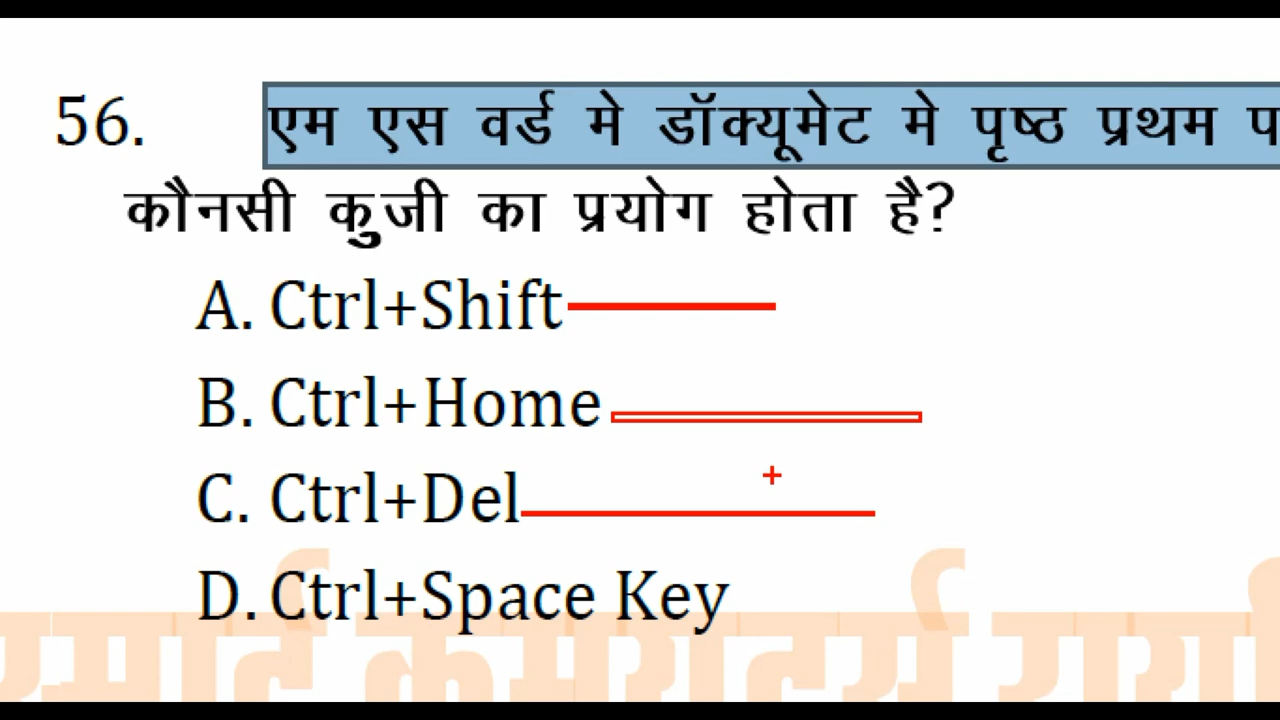 56. एम एस वर्ड मे डॉक्यूमेट मे पृष्ठ प्रथम
कौनसी कुजी का प्रयोग होता है?
A. Ctrl+Shift
B. Ctrl+Home
C. Ctrl+Del
D. Ctrl+Space Key